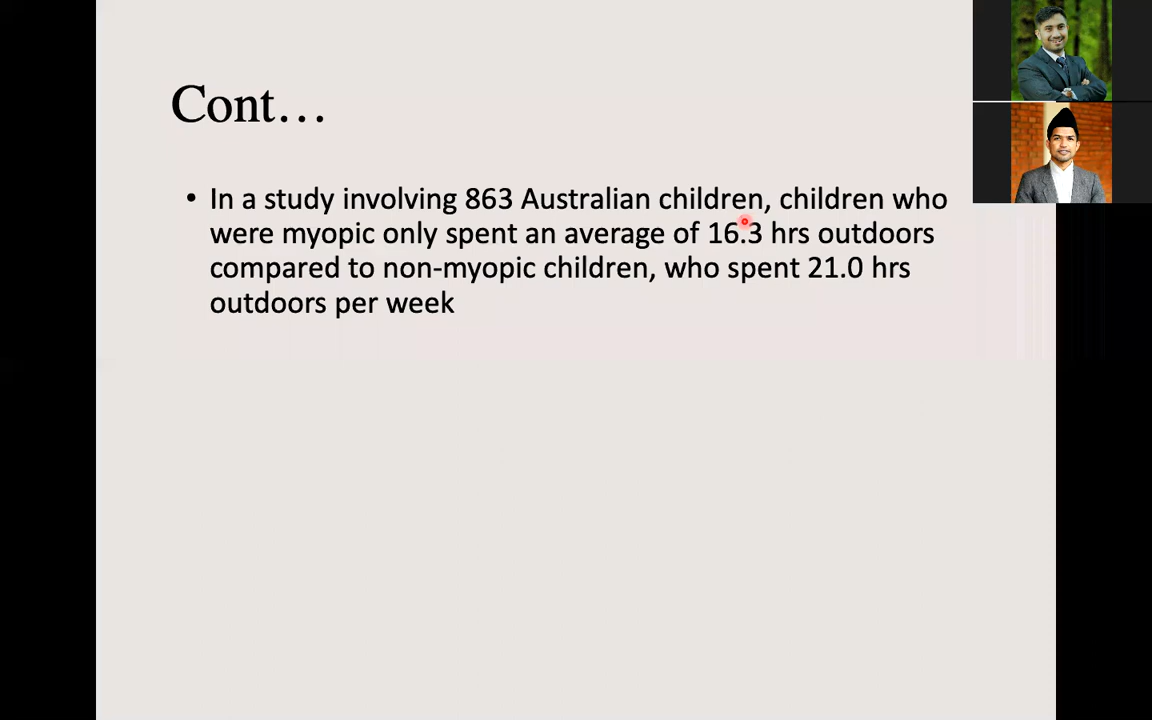 Cont...
• In a study involving 863 Australian children, children who
were myopic only spent an average of 16.3 hrs outdoors
compared to non-myopic children, who spent 21.0 hrs
outdoors per week